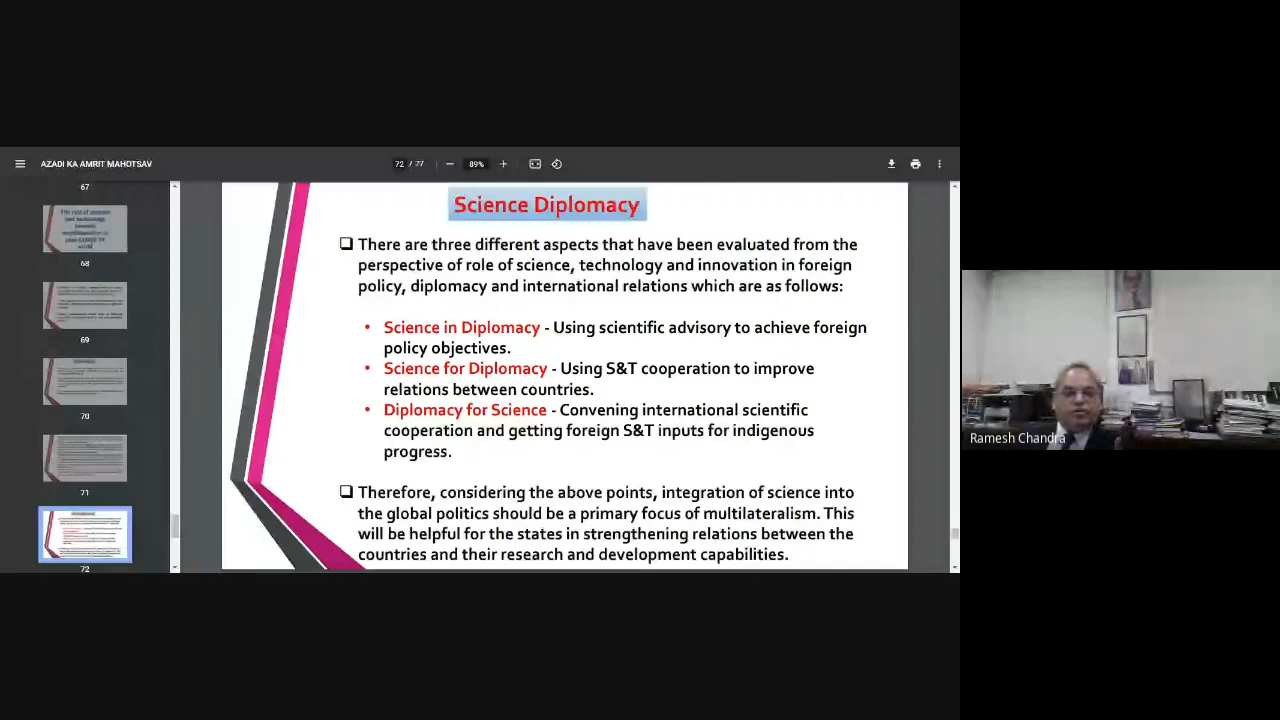 AZADI KA AMRIT MAHOTSAV
72 / 77
89%
67
The role of science
and technology
68
69
70
71
72
Science Diplomacy
There are three different aspects that have been evaluated from the
perspective of role of science, technology and innovation in foreign
policy, diplomacy and international relations which are as follows:
• Science in Diplomacy - Using scientific advisory to achieve foreign
policy objectives.
• Science for Diplomacy - Using S&T cooperation to improve
relations between countries.
• Diplomacy for Science - Convening international scientific
cooperation and getting foreign S&T inputs for indigenous
progress.
Therefore, considering the above points, integration of science into
the global politics should be a primary focus of multilateralism. This
will be helpful for the states in strengthening relations between the
countries and their research and development capabilities.
Ramesh Chandra